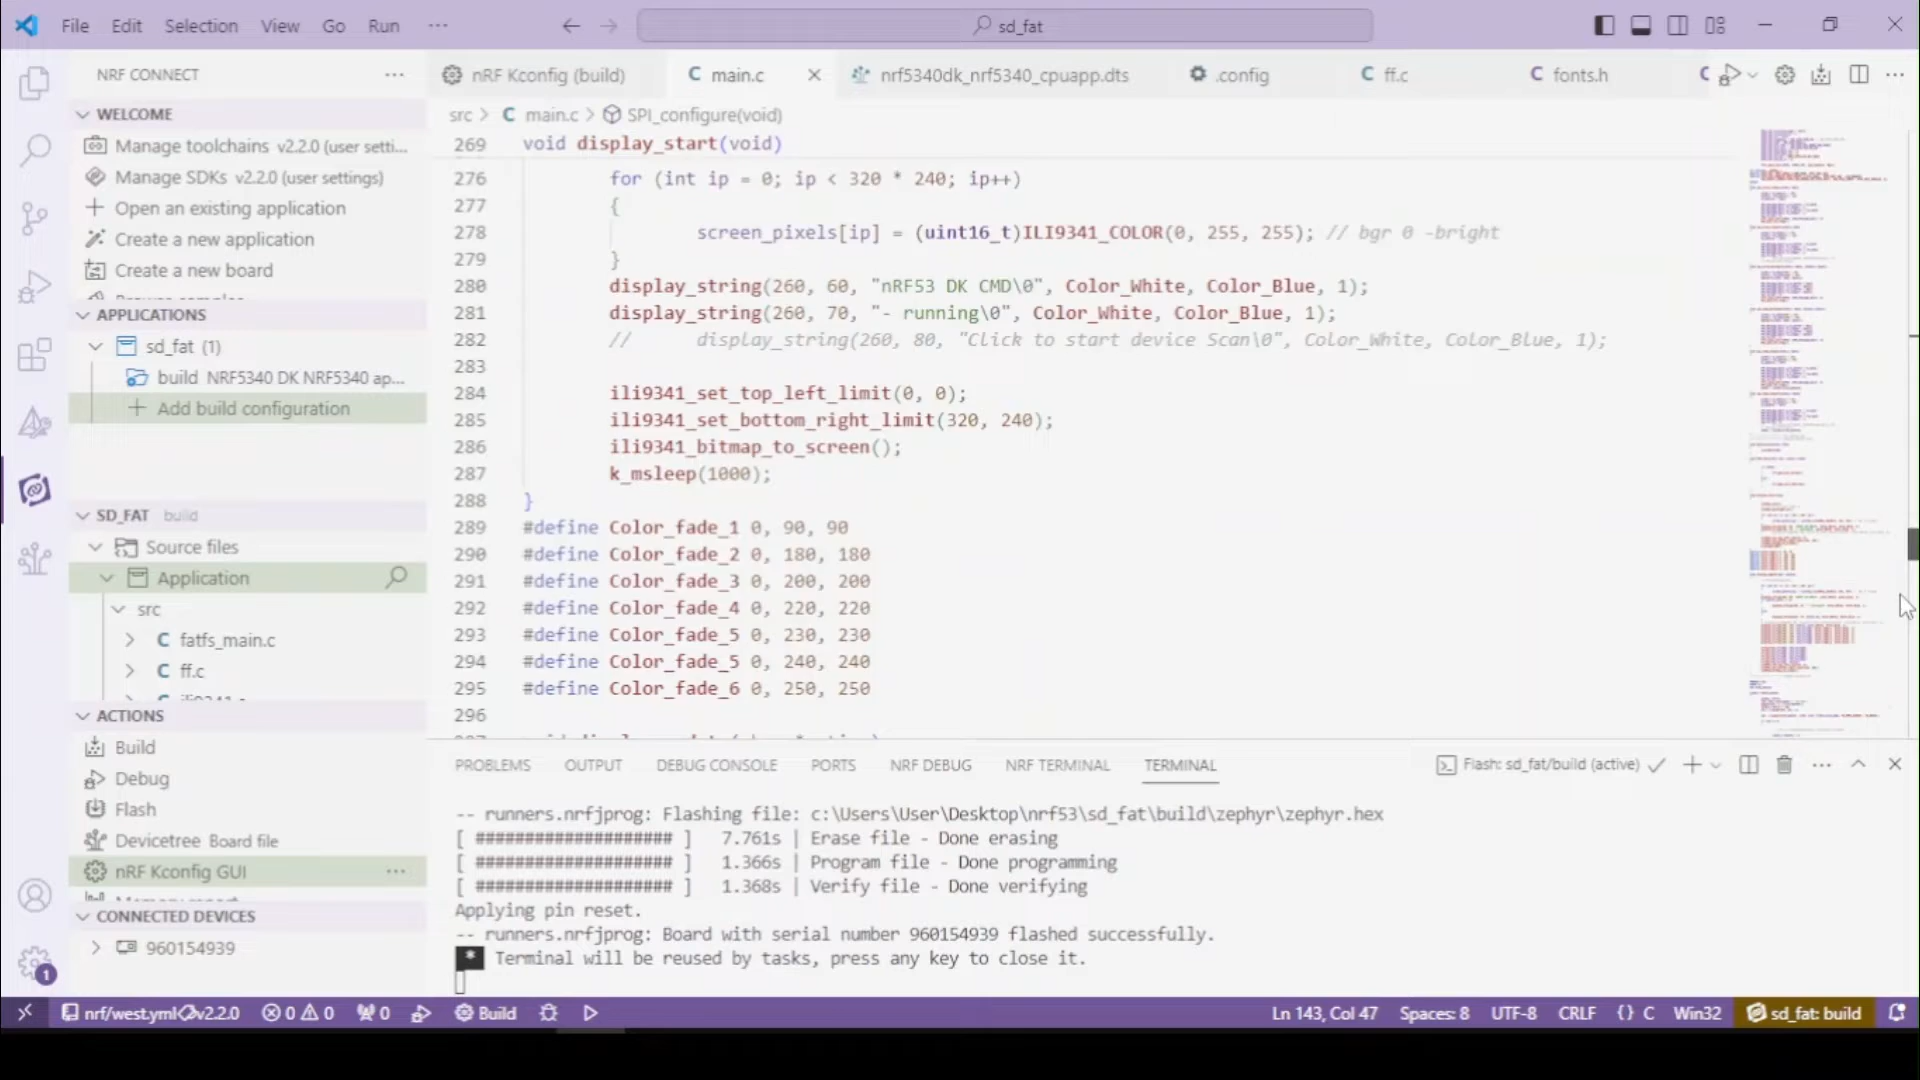 File Edit Selection View Go Run ··· sd_fat
NRF CONNECT ···
nRF Kconfig (build) C main.c nrf5340dk_nrf5340_cpuapp.dts .config C ff.c C fonts.h C ···
WELCOME
Manage toolchains v2.2.0 (user setti...
Manage SDKs v2.2.0 (user settings)
Open an existing application
Create a new application
Create a new board
APPLICATIONS
sd_fat (1)
build NRF5340 DK NRF5340 ap...
Add build configuration
SD_FAT build
Source files
Application
src
C fatfs_main.c
C ff.c
ACTIONS
Build
Debug
Flash
Devicetree Board file
nRF Kconfig GUI ···
CONNECTED DEVICES
960154939
src > C main.c > SPI_configure(void)
269 void display_start(void)
276 for (int ip = 0; ip < 320 * 240; ip++)
277 {
278 screen_pixels[ip] = (uint16_t)ILI9341_COLOR(0, 255, 255); // bgr 0 -bright
279 }
280 display_string(260, 60, "nRF53 DK CMD\0", Color_White, Color_Blue, 1);
281 display_string(260, 70, "- running\0", Color_White, Color_Blue, 1);
282 // display_string(260, 80, "Click to start device Scan\0", Color_White, Color_Blue, 1);
283
284 ili9341_set_top_left_limit(0, 0);
285 ili9341_set_bottom_right_limit(320, 240);
286 ili9341_bitmap_to_screen();
287 k_msleep(1000);
288 }
289 #define Color_fade_1 0, 90, 90
290 #define Color_fade_2 0, 180, 180
291 #define Color_fade_3 0, 200, 200
292 #define Color_fade_4 0, 220, 220
293 #define Color_fade_5 0, 230, 230
294 #define Color_fade_5 0, 240, 240
295 #define Color_fade_6 0, 250, 250
296
PROBLEMS OUTPUT DEBUG CONSOLE PORTS NRF DEBUG NRF TERMINAL TERMINAL Flash: sd_fat/build (active) ···
-- runners.nrfjprog: Flashing file: c:\Users\User\Desktop\nrf53\sd_fat\build\zephyr\zephyr.hex
[ #################### ] 7.761s | Erase file - Done erasing
[ #################### ] 1.366s | Program file - Done programming
[ #################### ] 1.368s | Verify file - Done verifying
Applying pin reset.
-- runners.nrfjprog: Board with serial number 960154939 flashed successfully.
* Terminal will be reused by tasks, press any key to close it.
1
nrf/west.yml v2.2.0 0 0 0 Build Ln 143, Col 47 Spaces: 8 UTF-8 CRLF {} C Win32 sd_fat: build